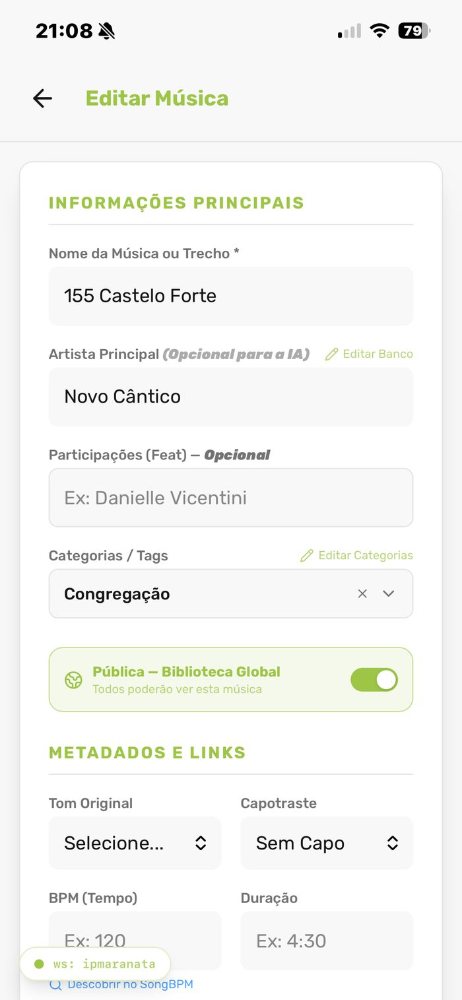 21:08
79
Editar Música
INFORMAÇÕES PRINCIPAIS
Nome da Música ou Trecho *
155 Castelo Forte
Artista Principal (Opcional para a IA) Editar Banco
Novo Cântico
Participações (Feat) — Opcional
Ex: Danielle Vicentini
Categorias / Tags Editar Categorias
Congregação
Pública — Biblioteca Global
Todos poderão ver esta música
METADADOS E LINKS
Tom Original Capotraste
Selecione... Sem Capo
BPM (Tempo) Duração
Ex: 120 Ex: 4:30
ws: ipmaranata
Descobrir no SongBPM